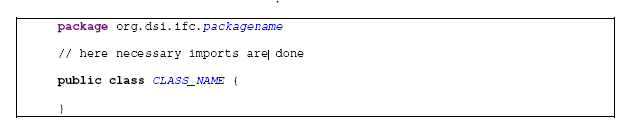 package org.dsi.ifc.packagename
// here necessary imports are done
public class CLASS_NAME {
}